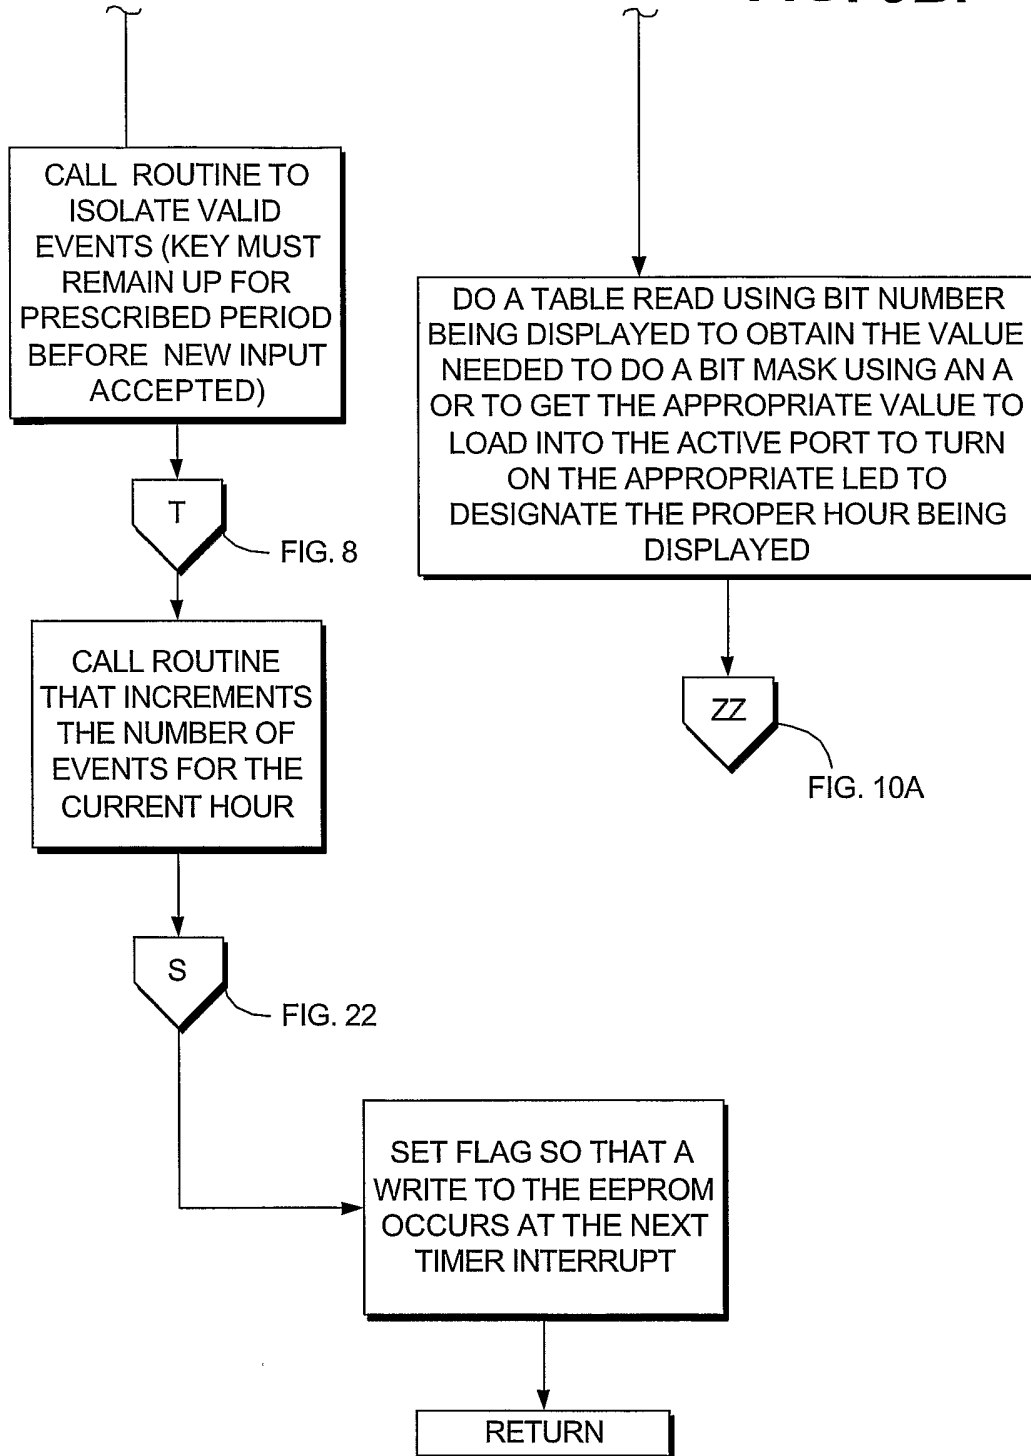 CALL ROUTINE TO
ISOLATE VALID
EVENTS (KEY MUST
REMAIN UP FOR
PRESCRIBED PERIOD
BEFORE NEW INPUT
ACCEPTED)
T
FIG. 8
CALL ROUTINE
THAT INCREMENTS
THE NUMBER OF
EVENTS FOR THE
CURRENT HOUR
S
FIG. 22
SET FLAG SO THAT A
WRITE TO THE EEPROM
OCCURS AT THE NEXT
TIMER INTERRUPT
RETURN
DO A TABLE READ USING BIT NUMBER
BEING DISPLAYED TO OBTAIN THE VALUE
NEEDED TO DO A BIT MASK USING AN A
OR TO GET THE APPROPRIATE VALUE TO
LOAD INTO THE ACTIVE PORT TO TURN
ON THE APPROPRIATE LED TO
DESIGNATE THE PROPER HOUR BEING
DISPLAYED
ZZ
FIG. 10A